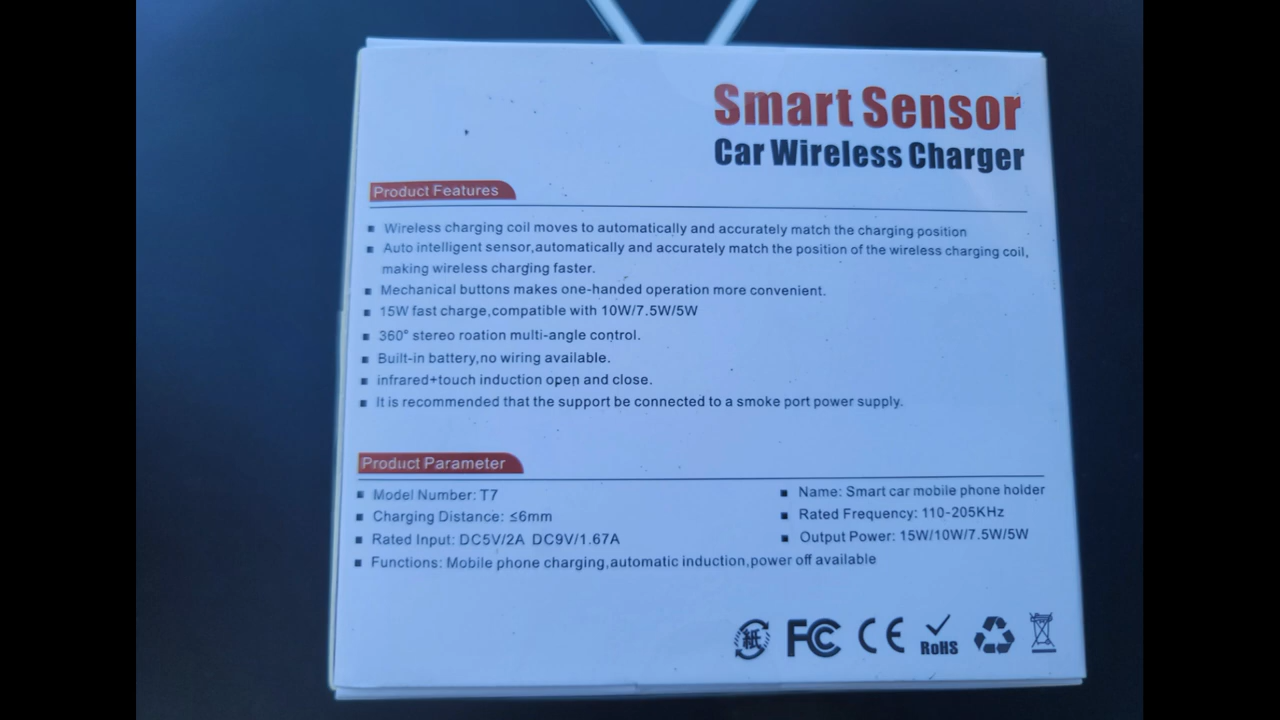 Smart Sensor
Car Wireless Charger
Product Features
Wireless charging coil moves to automatically and accurately match the charging position
Auto intelligent sensor,automatically and accurately match the position of the wireless charging coil,
making wireless charging faster.
Mechanical buttons makes one-handed operation more convenient.
15W fast charge,compatible with 10W/7.5W/5W
360° stereo roation multi-angle control.
Built-in battery,no wiring available.
infrared+touch induction open and close.
It is recommended that the support be connected to a smoke port power supply.
Product Parameter
Model Number: T7
Name: Smart car mobile phone holder
Charging Distance: ≤6mm
Rated Frequency: 110-205KHz
Rated Input: DC5V/2A DC9V/1.67A
Output Power: 15W/10W/7.5W/5W
Functions: Mobile phone charging,automatic induction,power off available
紙 FC CE RoHS